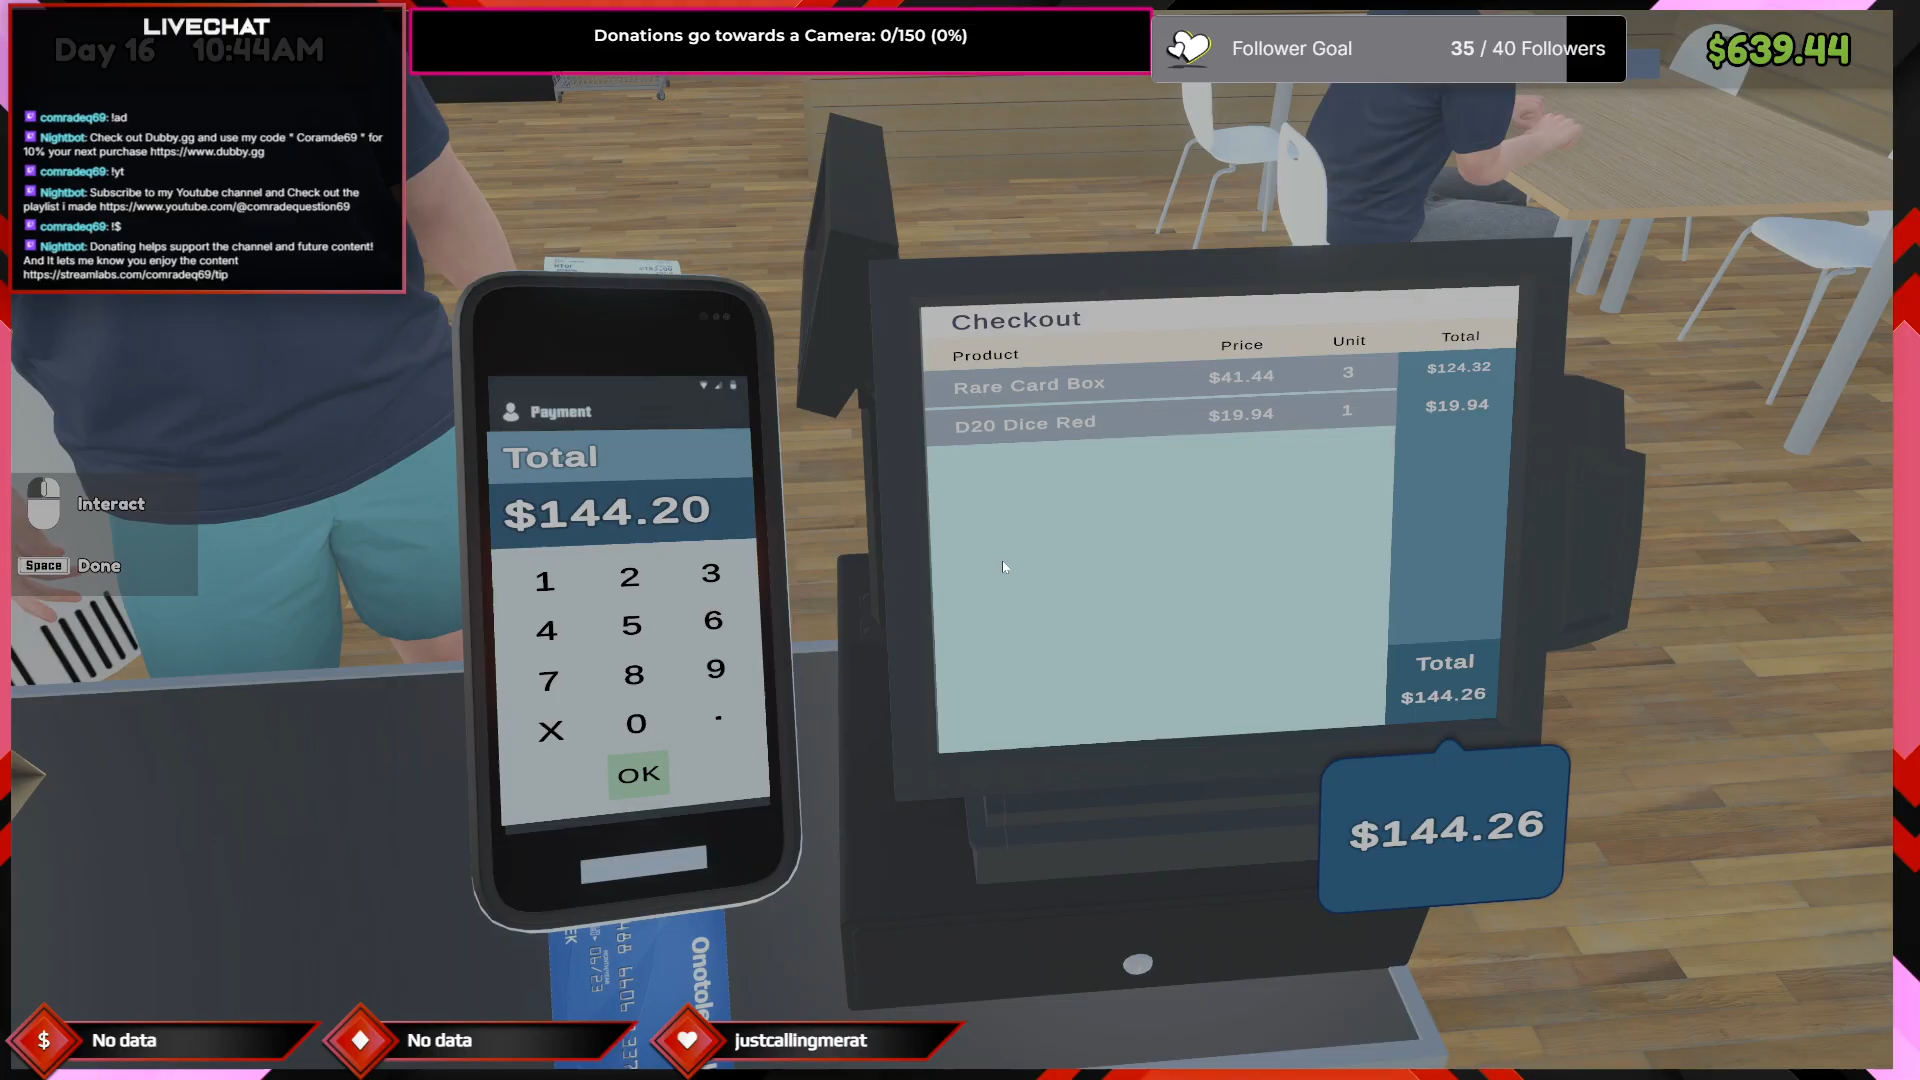 LIVECHAT
Day 16 10:44AM
comradeq69: !ad
Nightbot: Check out Dubby.gg and use my code " Coramde69 " for
10% your next purchase https://www.dubby.gg
comradeq69: !yt
Nightbot: Subscribe to my Youtube channel and Check out the
playlist i made https://www.youtube.com/@comradequestion69
comradeq69: !$
Nightbot: Donating helps support the channel and future content!
And It lets me know you enjoy the content
https://streamlabs.com/comradeq69/tip
Donations go towards a Camera: 0/150 (0%)
Follower Goal 35 / 40 Followers
$639.44
Interact
Space Done
Payment
Total
$144.20
1 2 3
4 5 6
7 8 9
X 0 .
OK
Checkout
Product Price Unit Total
Rare Card Box $41.44 3 $124.32
D20 Dice Red $19.94 1 $19.94
Total
$144.26
$144.26
$ No data
No data
justcallingmerat